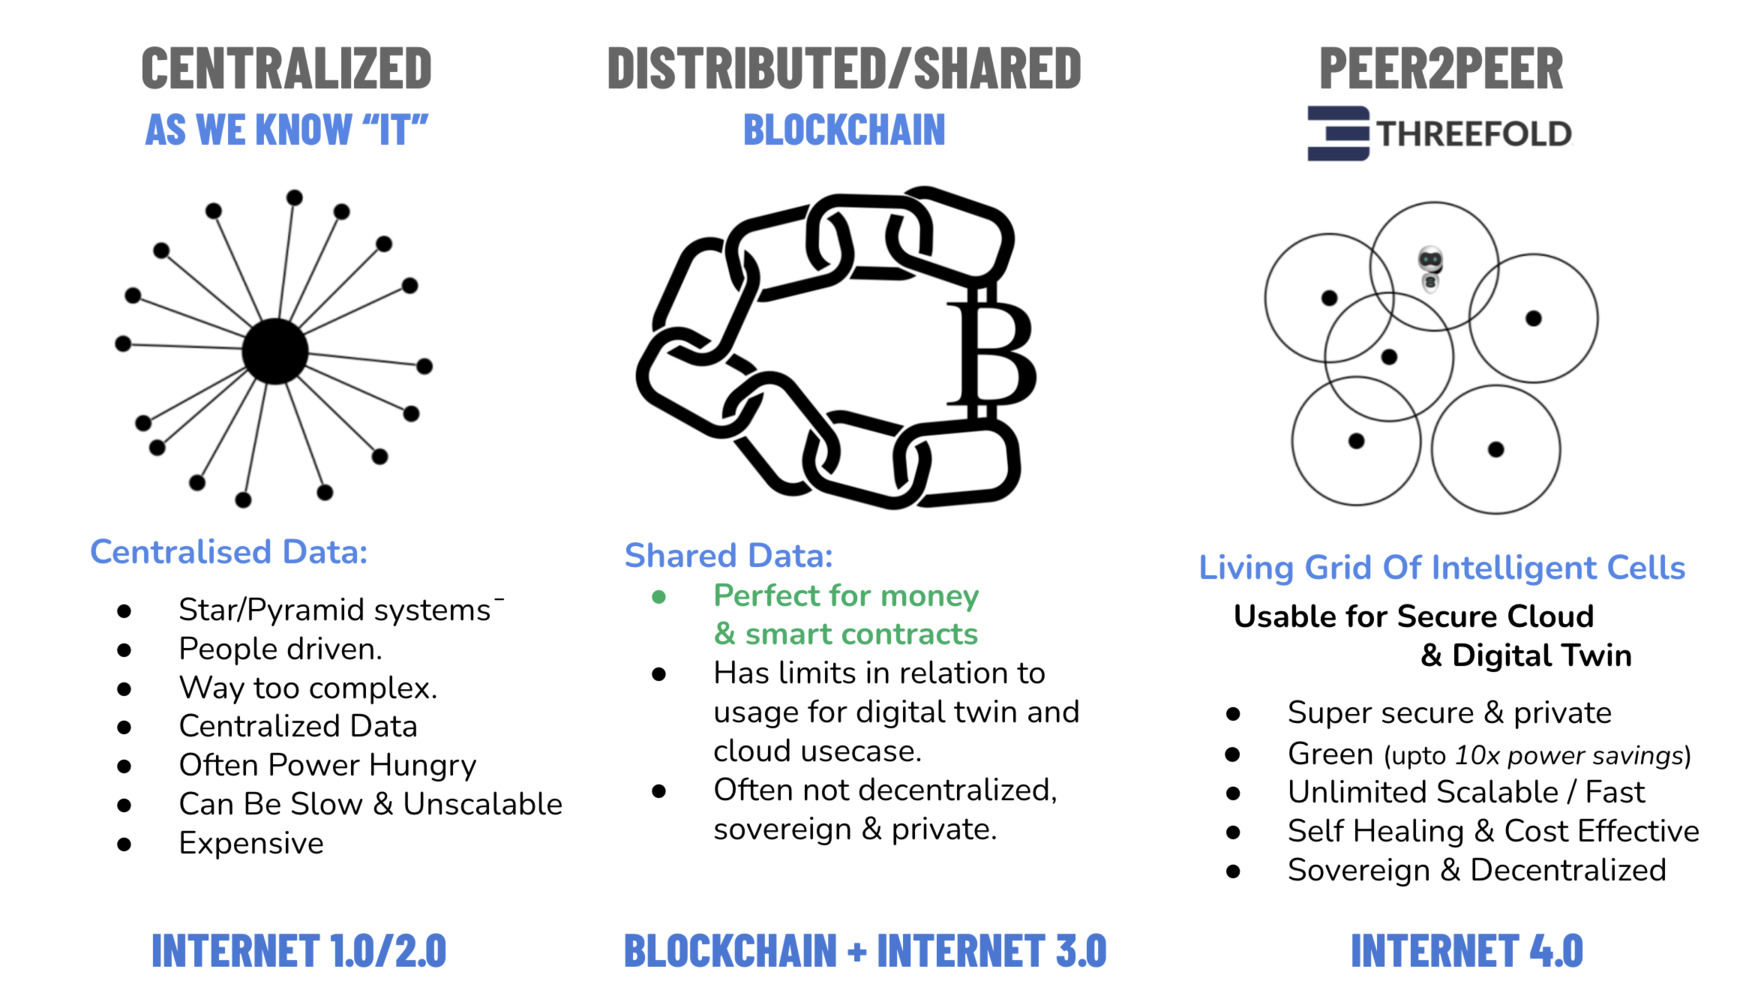 CENTRALIZED
AS WE KNOW “IT”
Centralised Data:
● Star/Pyramid systems¯
● People driven.
● Way too complex.
● Centralized Data
● Often Power Hungry
● Can Be Slow & Unscalable
● Expensive
INTERNET 1.0/2.0
DISTRIBUTED/SHARED
BLOCKCHAIN
B
Shared Data:
● Perfect for money
& smart contracts
● Has limits in relation to
usage for digital twin and
cloud usecase.
● Often not decentralized,
sovereign & private.
BLOCKCHAIN + INTERNET 3.0
PEER2PEER
THREEFOLD
Living Grid Of Intelligent Cells
Usable for Secure Cloud
& Digital Twin
● Super secure & private
● Green (upto 10x power savings)
● Unlimited Scalable / Fast
● Self Healing & Cost Effective
● Sovereign & Decentralized
INTERNET 4.0